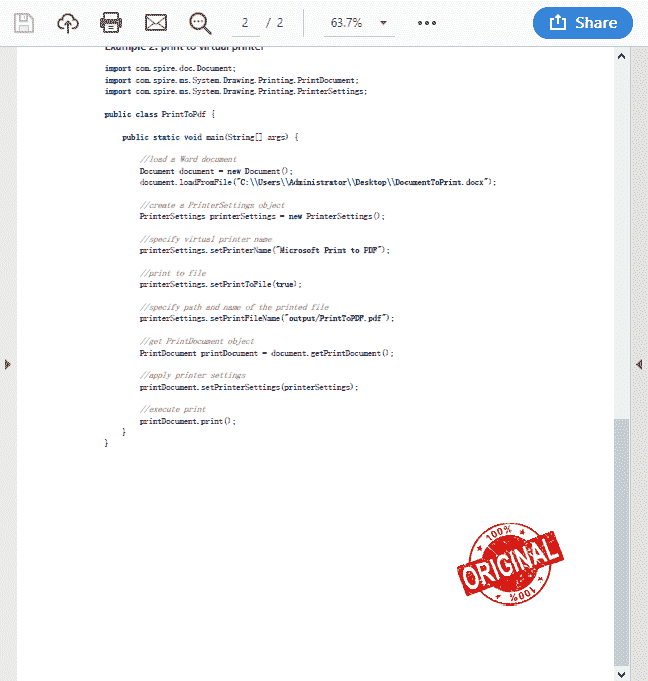 2 / 2
63.7%
Share
Example 2: print to virtual printer
import com.spire.doc.Document;
import com.spire.ms.System.Drawing.Printing.PrintDocument;
import com.spire.ms.System.Drawing.Printing.PrinterSettings;
public class PrintToPdf {
public static void main(String[] args) {
//load a Word document
Document document = new Document();
document.loadFromFile("C:\\Users\\Administrator\\Desktop\\DocumentToPrint.docx");
//create a PrinterSettings object
PrinterSettings printerSettings = new PrinterSettings();
//specify virtual printer name
printerSettings.setPrinterName("Microsoft Print to PDF");
//print to file
printerSettings.setPrintToFile(true);
//specify path and name of the printed file
printerSettings.setPrintFileName("output/PrintToPDF.pdf");
//get PrintDocument object
PrintDocument printDocument = document.getPrintDocument();
//apply printer settings
printDocument.setPrinterSettings(printerSettings);
//execute print
printDocument.print();
}
}
100%
ORIGINAL
100%